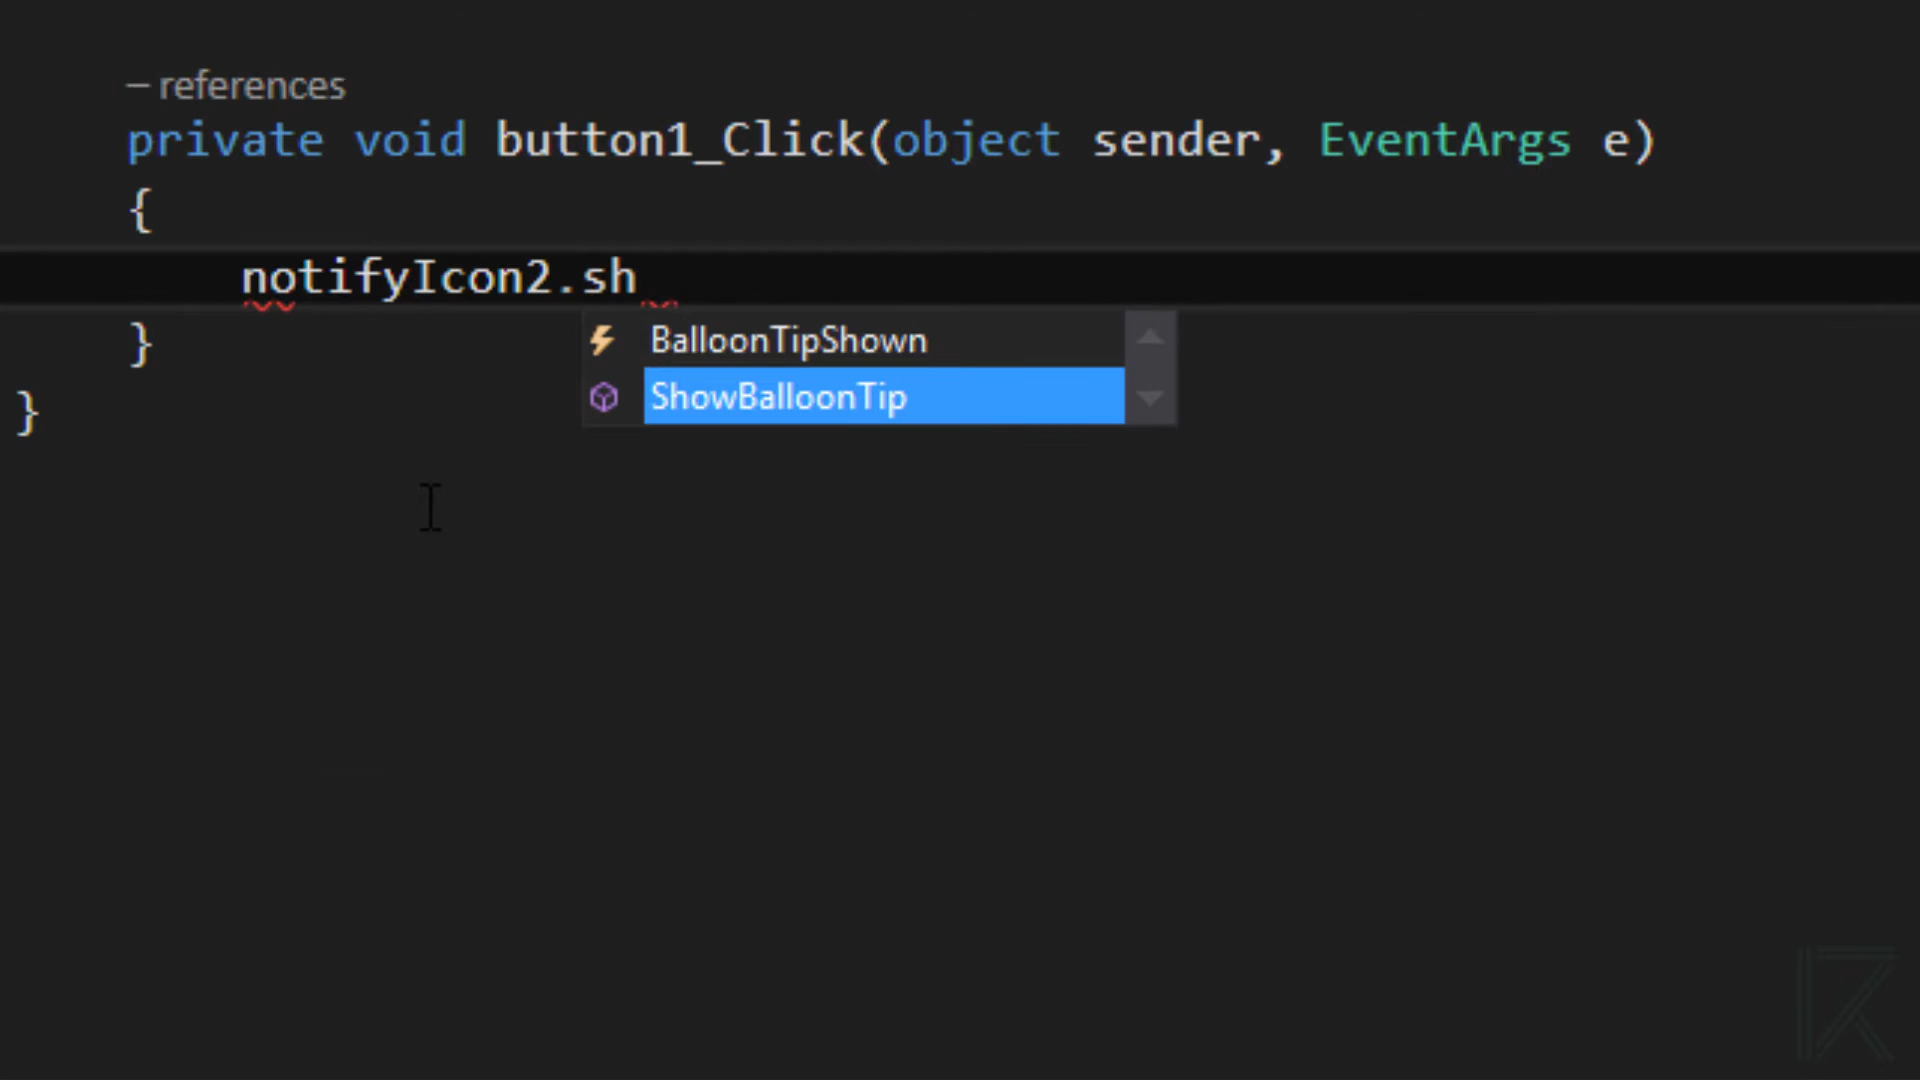 – references
private void button1_Click(object sender, EventArgs e)
{
notifyIcon2.sh
BalloonTipShown
}
ShowBalloonTip
}